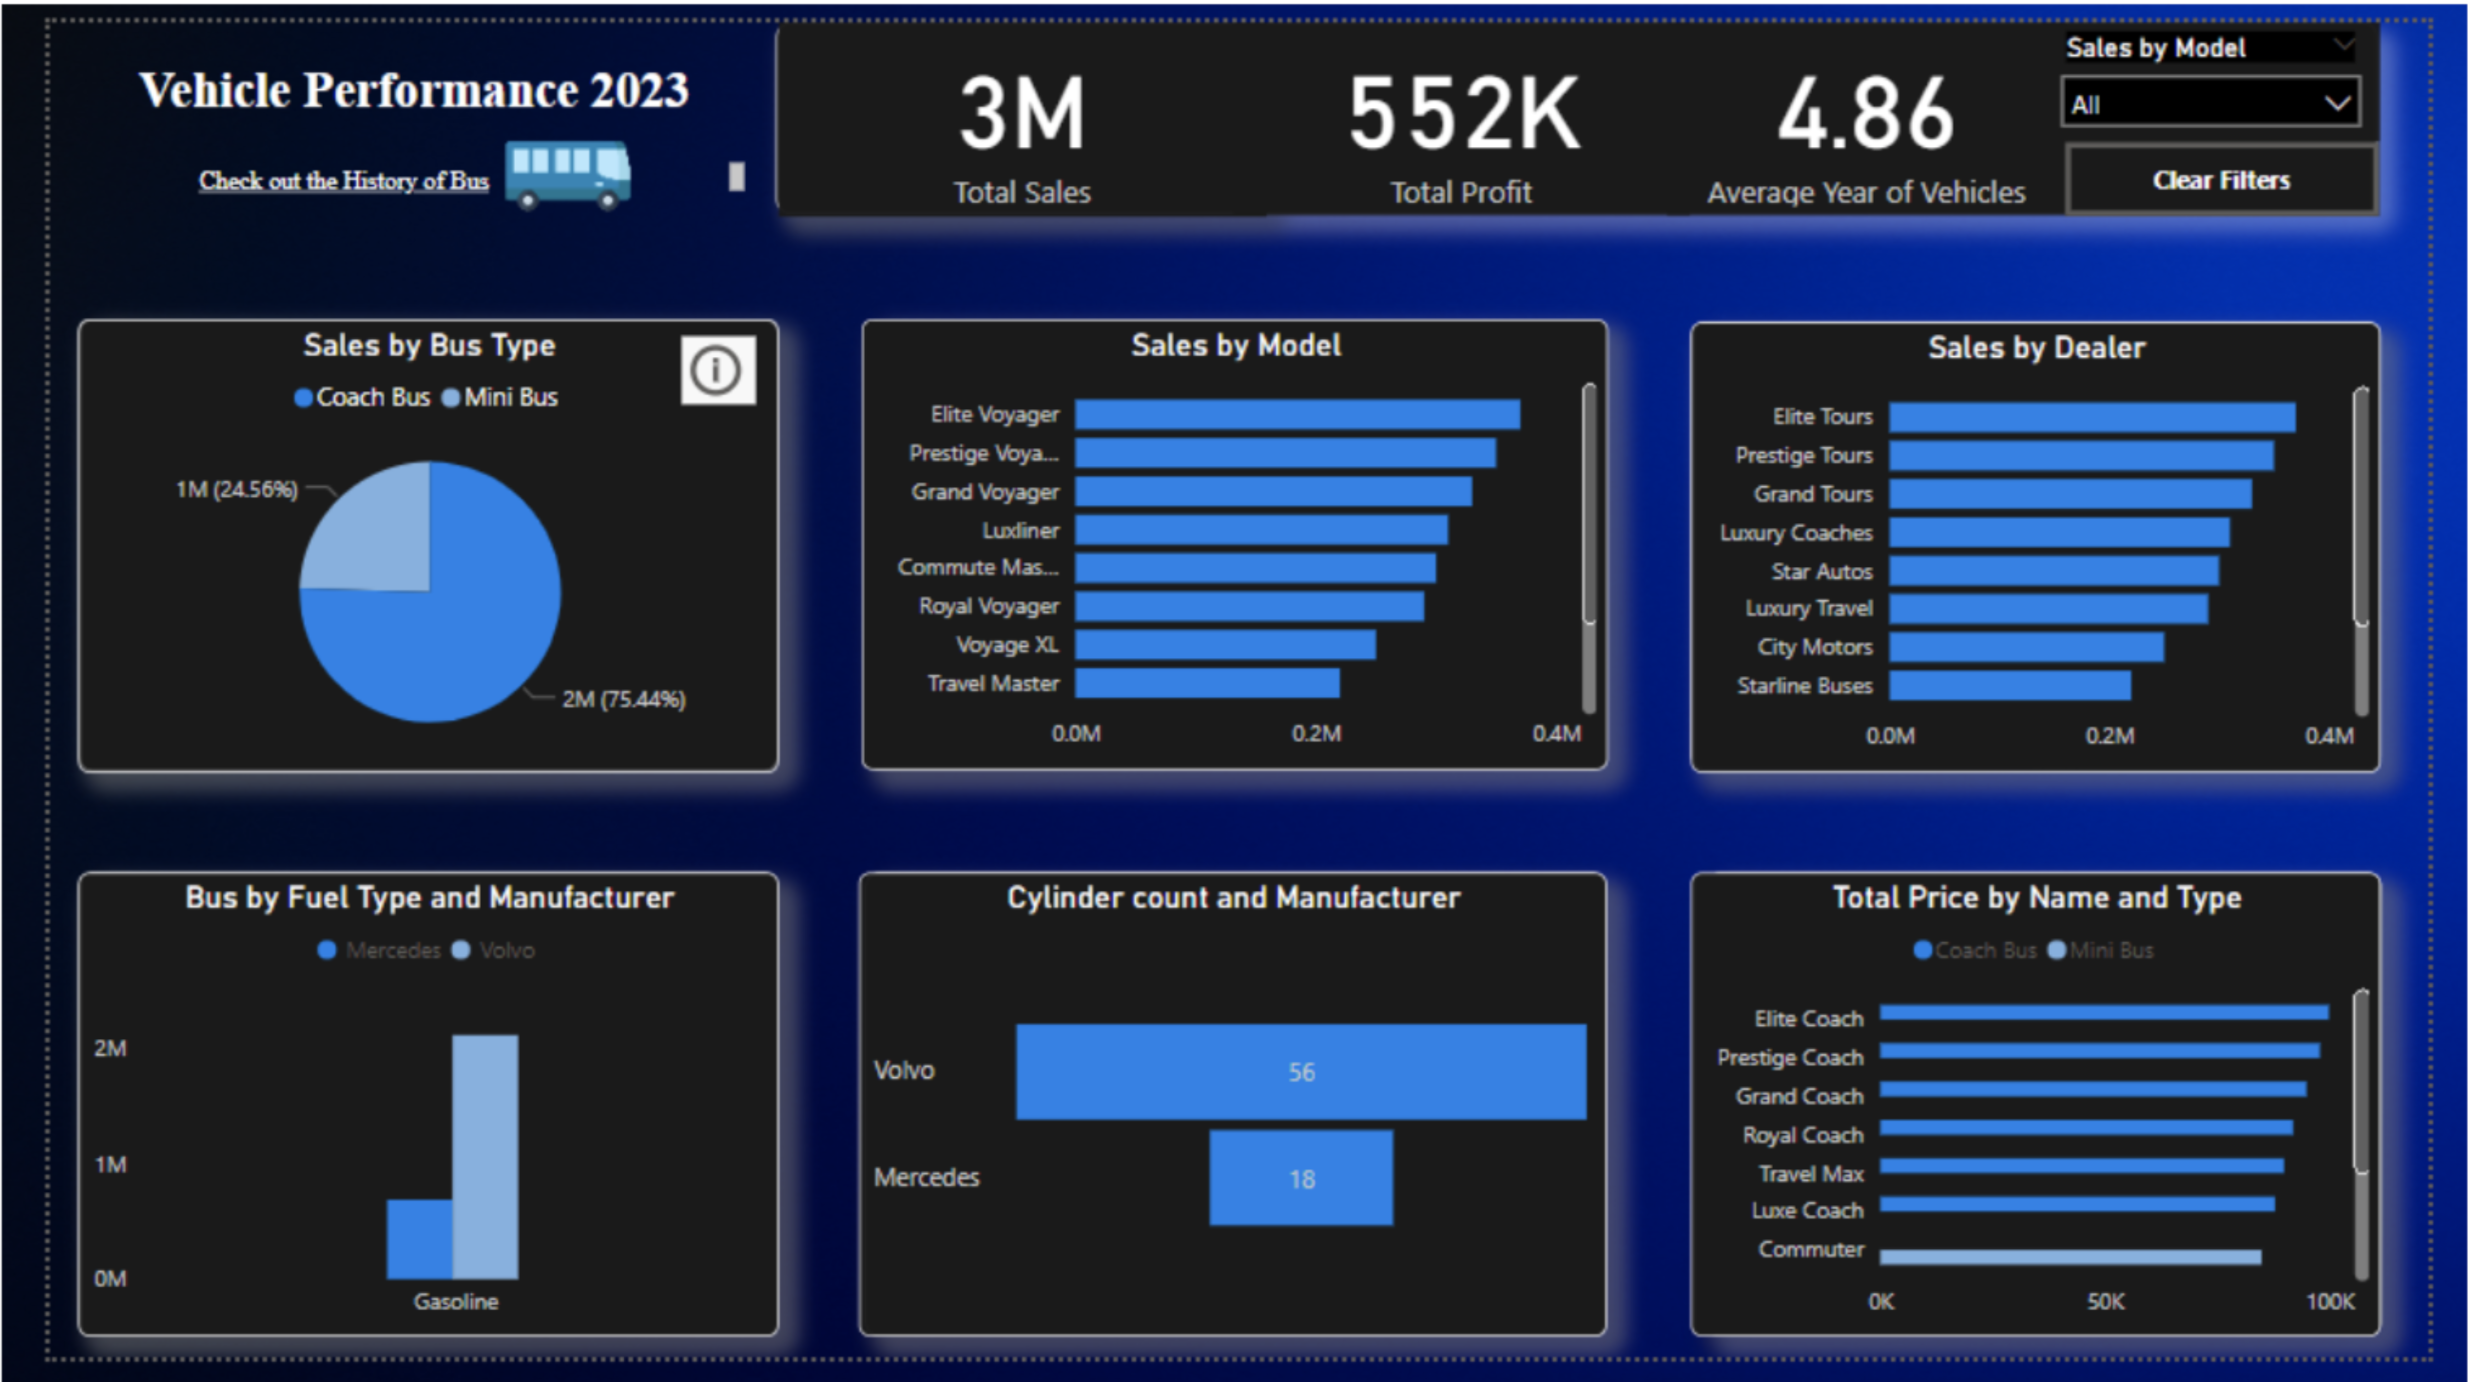 Vehicle Performance 2023
Check out the History of Bus
3M
Total Sales
552K
Total Profit
4.86
Average Year of Vehicles
Sales by Model
All
Clear Filters
Sales by Bus Type
Coach Bus Mini Bus
1M (24.56%)
2M (75.44%)
Sales by Model
Elite Voyager
Prestige Voya...
Grand Voyager
Luxliner
Commute Mas...
Royal Voyager
Voyage XL
Travel Master
0.0M 0.2M 0.4M
Sales by Dealer
Elite Tours
Prestige Tours
Grand Tours
Luxury Coaches
Star Autos
Luxury Travel
City Motors
Starline Buses
0.0M 0.2M 0.4M
Bus by Fuel Type and Manufacturer
Mercedes Volvo
2M
1M
0M
Gasoline
Cylinder count and Manufacturer
Volvo 56
Mercedes 18
Total Price by Name and Type
Coach Bus Mini Bus
Elite Coach
Prestige Coach
Grand Coach
Royal Coach
Travel Max
Luxe Coach
Commuter
0K 50K 100K